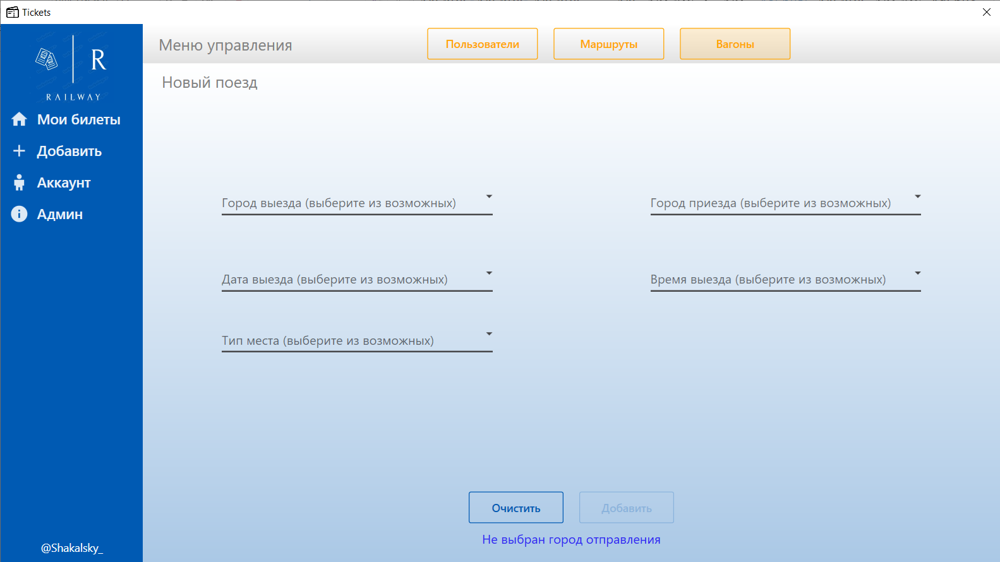 Tickets
R
RAILWAY
Мои билеты
Добавить
Аккаунт
Админ
@Shakalsky_
Меню управления
Пользователи
Маршруты
Вагоны
Новый поезд
Город выезда (выберите из возможных)
Город приезда (выберите из возможных)
Дата выезда (выберите из возможных)
Время выезда (выберите из возможных)
Тип места (выберите из возможных)
Очистить
Добавить
Не выбран город отправления